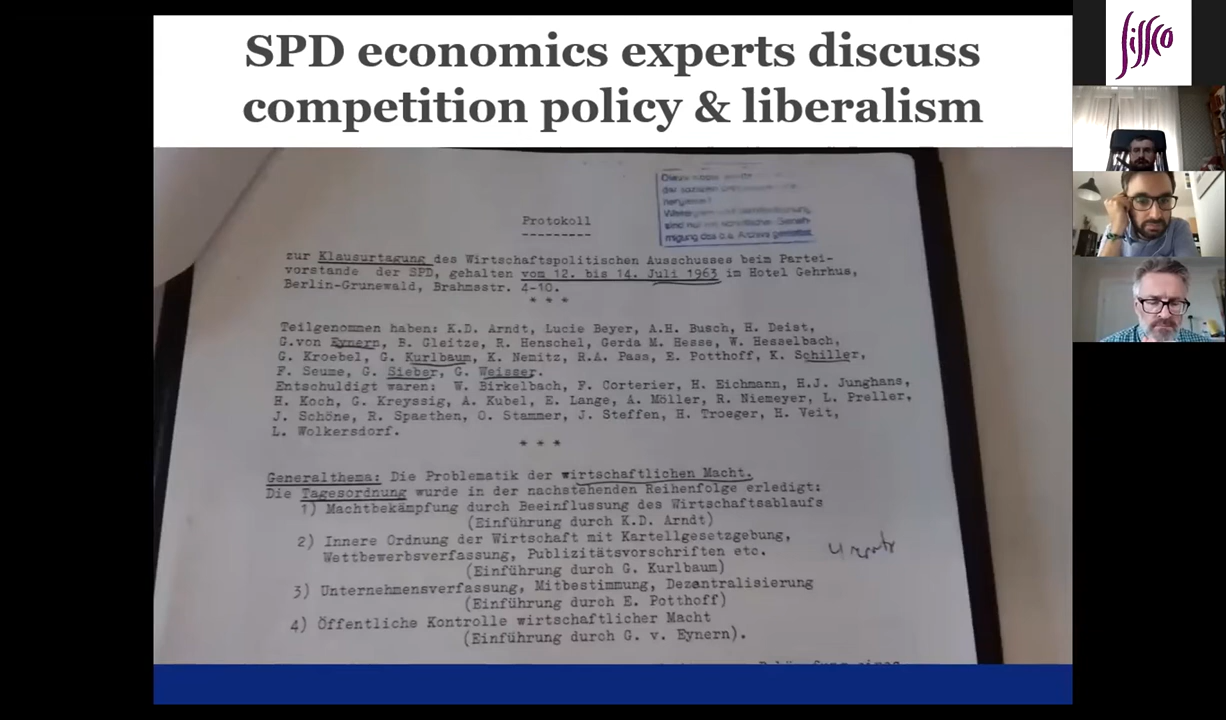 SPD economics experts discuss
competition policy & liberalism
Sissco
Protokoll
zur Klausurtagung des Wirtschaftspolitischen Ausschusses beim Partei-
vorstande der SPD, gehalten vom 12. bis 14. Juli 1963 im Hotel Gehrhus,
Berlin-Grunewald, Brahmsstr. 4-10.
* * *
Teilgenommen haben: K.D. Arndt, Lucie Beyer, A.H. Busch, H. Deist,
G.von Eynern, B. Gleitze, R. Henschel, Gerda M. Hesse, W. Hesselbach,
G. Kroebel, G. Kurlbaum, K. Nemitz, R.A. Pass, E. Potthoff, K. Schiller,
F. Seume, G. Sieber, G. Weisser.
Entschuldigt waren: W. Birkelbach, F. Corterier, H. Eichmann, H.J. Junghans,
H. Koch, G. Kreyssig, A. Kubel, E. Lange, A. Möller, R. Niemeyer, L. Preller,
J. Schöne, R. Spaethen, O. Stammer, J. Steffen, H. Troeger, H. Veit,
L. Wolkersdorf.
* * *
Generalthema: Die Problematik der wirtschaftlichen Macht.
Die Tagesordnung wurde in der nachstehenden Reihenfolge erledigt:
1) Machtbekämpfung durch Beeinflussung des Wirtschaftsablaufs
(Einführung durch K.D. Arndt)
2) Innere Ordnung der Wirtschaft mit Kartellgesetzgebung,
Wettbewerbsverfassung, Publizitätsvorschriften etc.
(Einführung durch G. Kurlbaum)
3) Unternehmensverfassung, Mitbestimmung, Dezentralisierung
(Einführung durch E. Potthoff)
4) Öffentliche Kontrolle wirtschaftlicher Macht
(Einführung durch G. v. Eynern).